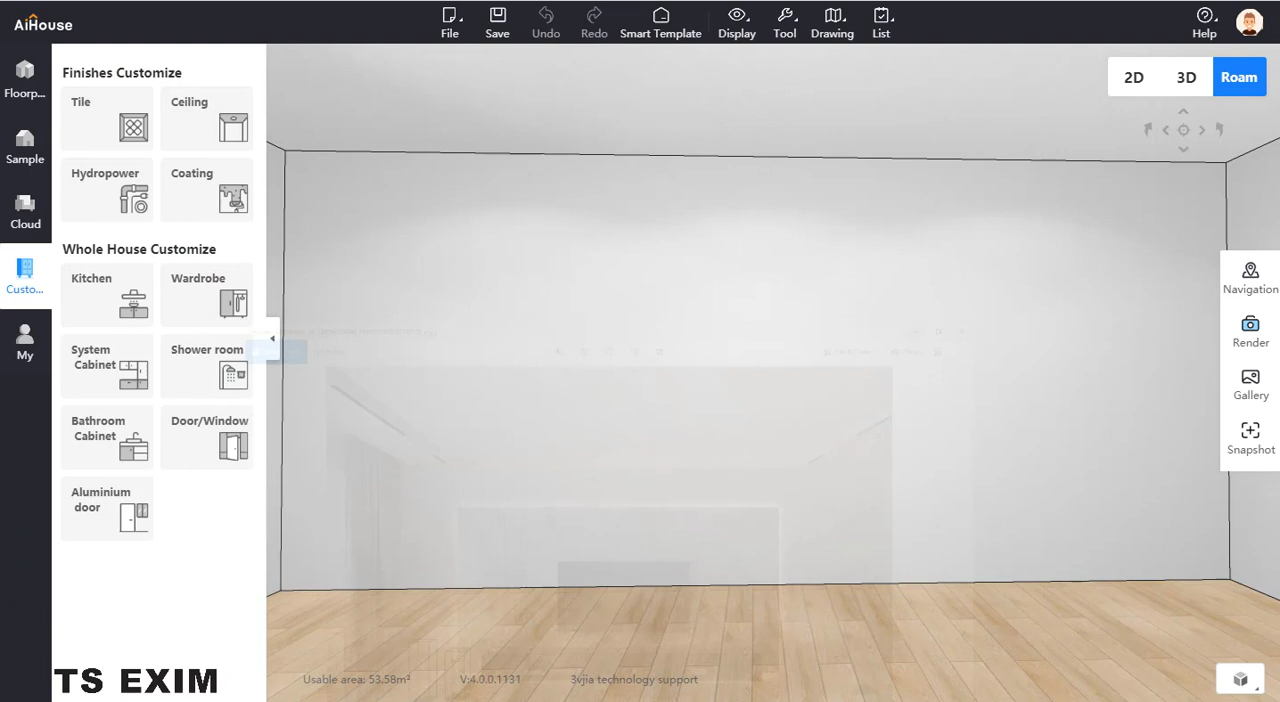 AiHouse
File
Save
Undo
Redo
Smart Template
Display
Tool
Drawing
List
Help
Floorp...
Sample
Cloud
Custo...
My
Finishes Customize
Tile
Ceiling
Hydropower
Coating
Whole House Customize
Kitchen
Wardrobe
System
Cabinet
Shower room
Bathroom
Cabinet
Door/Window
Aluminium
door
2D
3D
Roam
Navigation
Render
Gallery
Snapshot
TS EXIM
Usable area: 53.58m²
V:4.0.0.1131
3vjia technology support